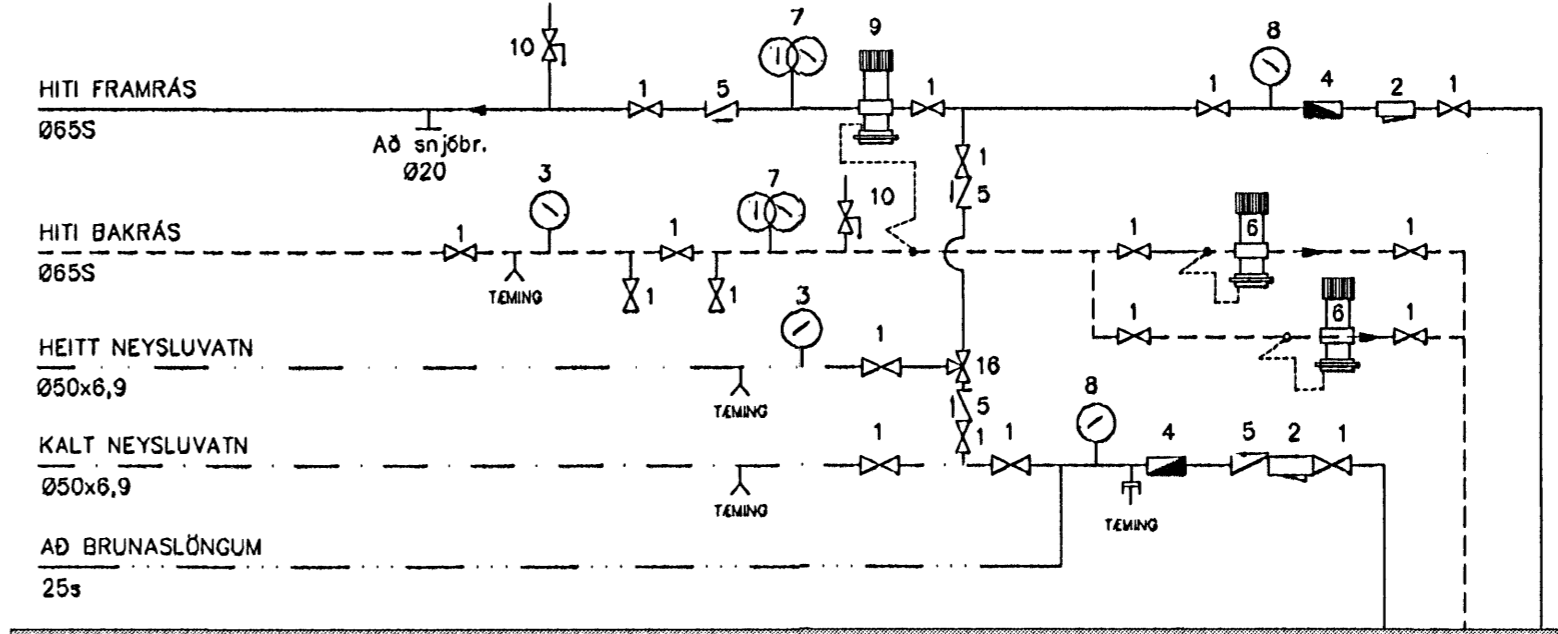 7
9
8
10
1
5
1
1
4
2
1
HITI FRAMRÁS
Ø65S
Að snjóbr.
Ø20
1
5
3
7
10
HITI BAKRÁS
Ø65S
1
1
1
6
1
TÆMING
1
1
3
1
6
1
HEITT NEYSLUVATN
Ø50x6,9
1
16
TÆMING
5
8
KALT NEYSLUVATN
Ø50x6,9
1
1
1
4
5
2
1
TÆMING
TÆMING
AÐ BRUNASLÖNGUM
25s